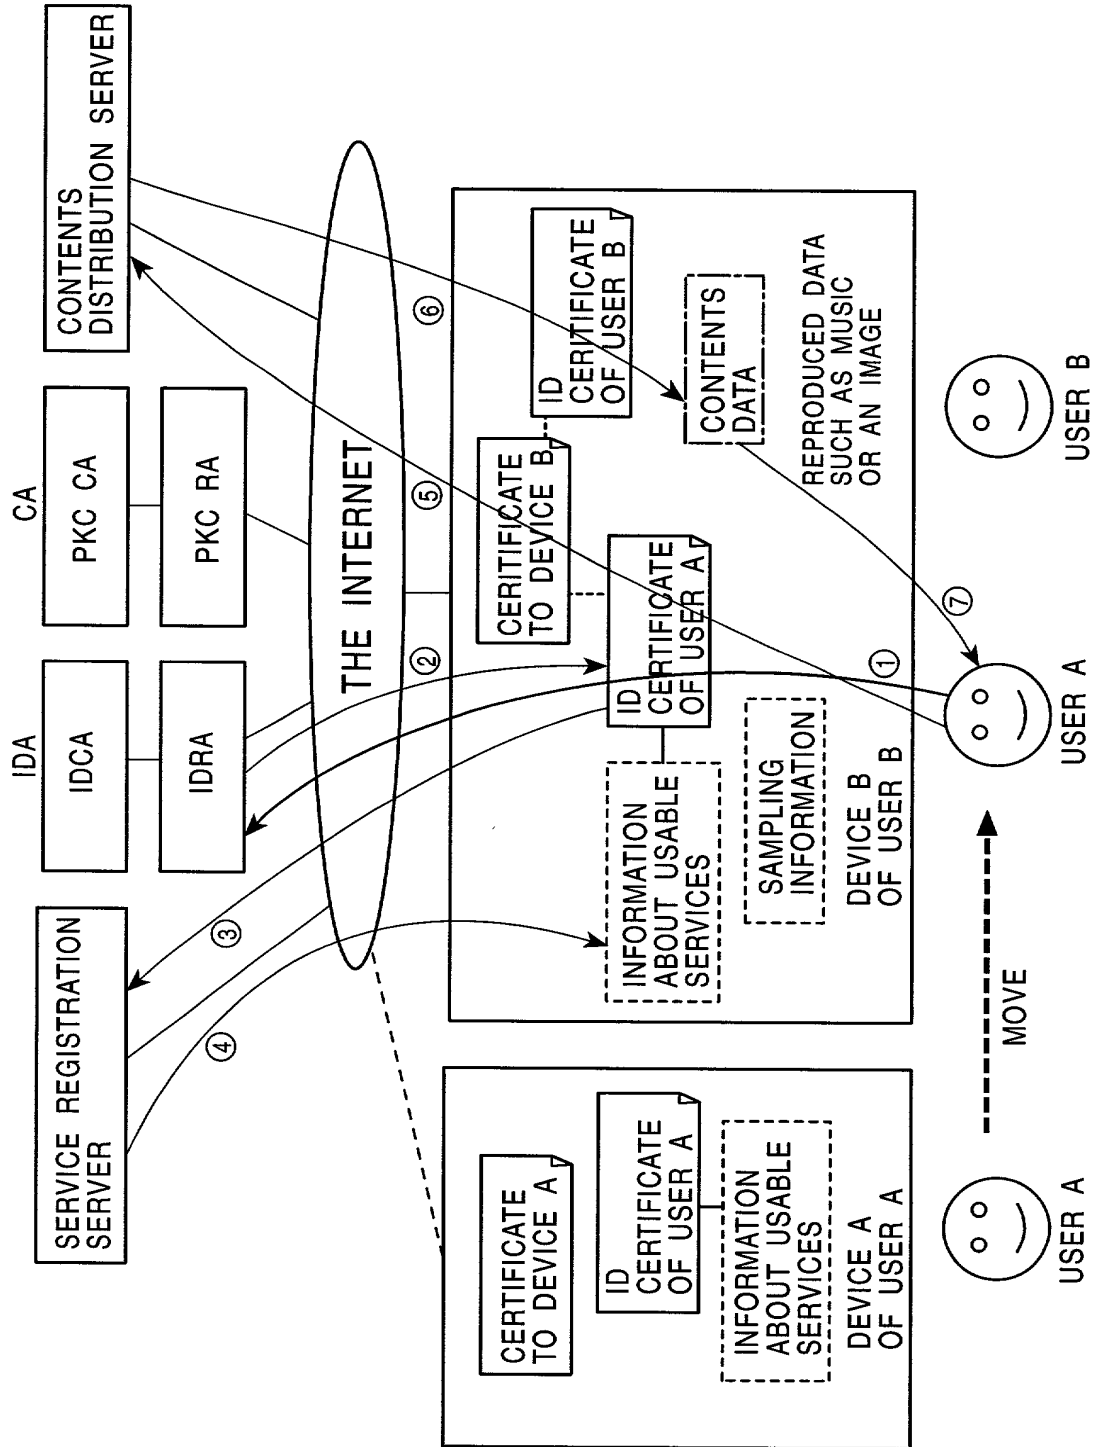 SERVICE REGISTRATION
SERVER
IDA
IDCA
IDRA
CA
PKC CA
PKC RA
CONTENTS
DISTRIBUTION SERVER
THE INTERNET
①
②
③
④
⑤
⑥
⑦
CERTIFICATE
TO DEVICE A
ID
CERTIFICATE
OF USER A
INFORMATION
ABOUT USABLE
SERVICES
DEVICE A
OF USER A
USER A
MOVE
CERITIFICATE
TO DEVICE B
ID
CERTIFICATE
OF USER A
ID
CERITIFICATE
OF USER B
INFORMATION
ABOUT USABLE
SERVICES
SAMPLING
INFORMATION
DEVICE B
OF USER B
CONTENTS
DATA
REPRODUCED DATA
SUCH AS MUSIC
OR AN IMAGE
USER A
USER B